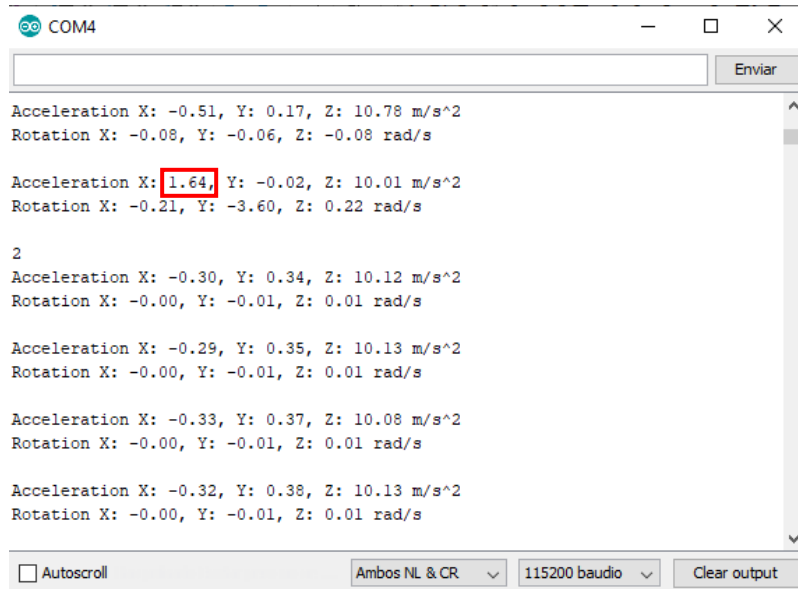 COM4
Enviar
Acceleration X: -0.51, Y: 0.17, Z: 10.78 m/s^2
Rotation X: -0.08, Y: -0.06, Z: -0.08 rad/s
Acceleration X: 1.64, Y: -0.02, Z: 10.01 m/s^2
Rotation X: -0.21, Y: -3.60, Z: 0.22 rad/s
2
Acceleration X: -0.30, Y: 0.34, Z: 10.12 m/s^2
Rotation X: -0.00, Y: -0.01, Z: 0.01 rad/s
Acceleration X: -0.29, Y: 0.35, Z: 10.13 m/s^2
Rotation X: -0.00, Y: -0.01, Z: 0.01 rad/s
Acceleration X: -0.33, Y: 0.37, Z: 10.08 m/s^2
Rotation X: -0.00, Y: -0.01, Z: 0.01 rad/s
Acceleration X: -0.32, Y: 0.38, Z: 10.13 m/s^2
Rotation X: -0.00, Y: -0.01, Z: 0.01 rad/s
Autoscroll Ambos NL & CR 115200 baudio Clear output